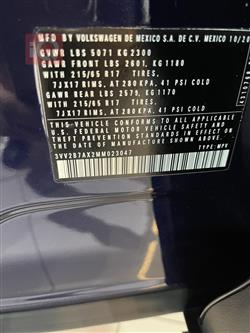 MFD BY VOLKSWAGEN DE MEXICO S.A. DE C.V. MEXICO 10/20
GVWR LBS 5071 KG 2300
GAWR FRONT LBS 2601, KG 1180
WITH 215/65 R17 TIRES,
7JX17 RIMS, AT 280 KPA, 41 PSI COLD
GAWR REAR LBS 2579, KG 1170
WITH 215/65 R17 TIRES,
7JX17 RIMS, AT 280 KPA, 41 PSI COLD
THIS VEHICLE CONFORMS TO ALL APPLICABLE
U.S. FEDERAL MOTOR VEHICLE SAFETY AND
THEFT PREVENTION STANDARDS IN EFFECT
ON THE DATE OF MANUFACTURE SHOWN ABOVE
3VV2B7AX2MM023047 TYPE: MPV